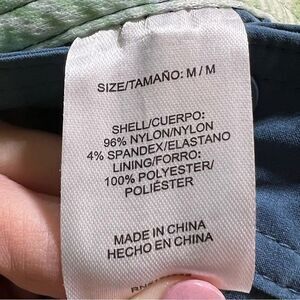 SIZE/TAMAÑO: M / M
SHELL/CUERPO:
96% NYLON/NYLON
4% SPANDEX/ELASTANO
LINING/FORRO:
100% POLYESTER/
POLIÉSTER
MADE IN CHINA
HECHO EN CHINA